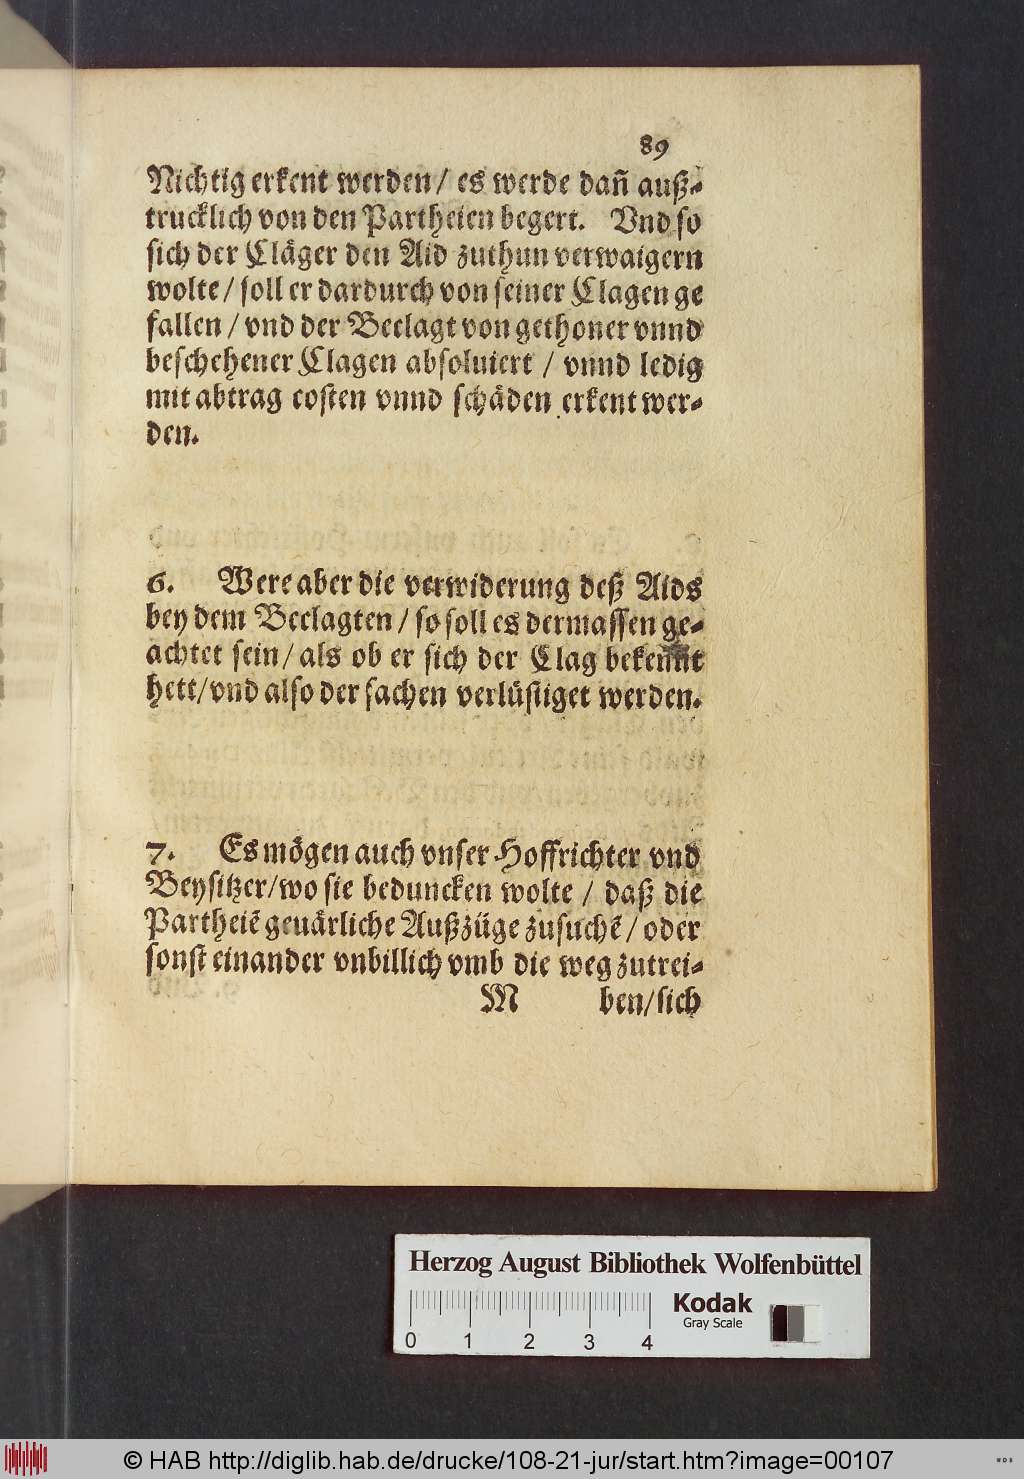 89
Nichtig erkent werden / es werde dañ auß⸗
trucklich von den Partheien begert. Vnd so
sich der Cläger den Aid zuthun verwaigern
wolte / soll er dardurch von seiner Clagen ge
fallen / vnd der Beclagt von gethoner vnnd
beschehener Clagen absoluiert / vnnd ledig
mit abtrag costen vnnd schäden erkent wer⸗
den.
6. Were aber die verwiderung deß Aids
bey dem Beclagten / so soll es dermassen ge⸗
achtet sein / als ob er sich der Clag bekennt
hett / vnd also der sachen verlüstiget werden.
7. Es mögen auch vnser Hoffrichter vnd
Beysitzer / wo sie beduncken wolte / daß die
Partheiē geuärliche Außzüge zusuchē / oder
sonst einander vnbillich vmb die weg zutrei⸗
M ben / sich
Herzog August Bibliothek Wolfenbüttel
Kodak
Gray Scale
0 1 2 3 4
© HAB http://diglib.hab.de/drucke/108-21-jur/start.htm?image=00107